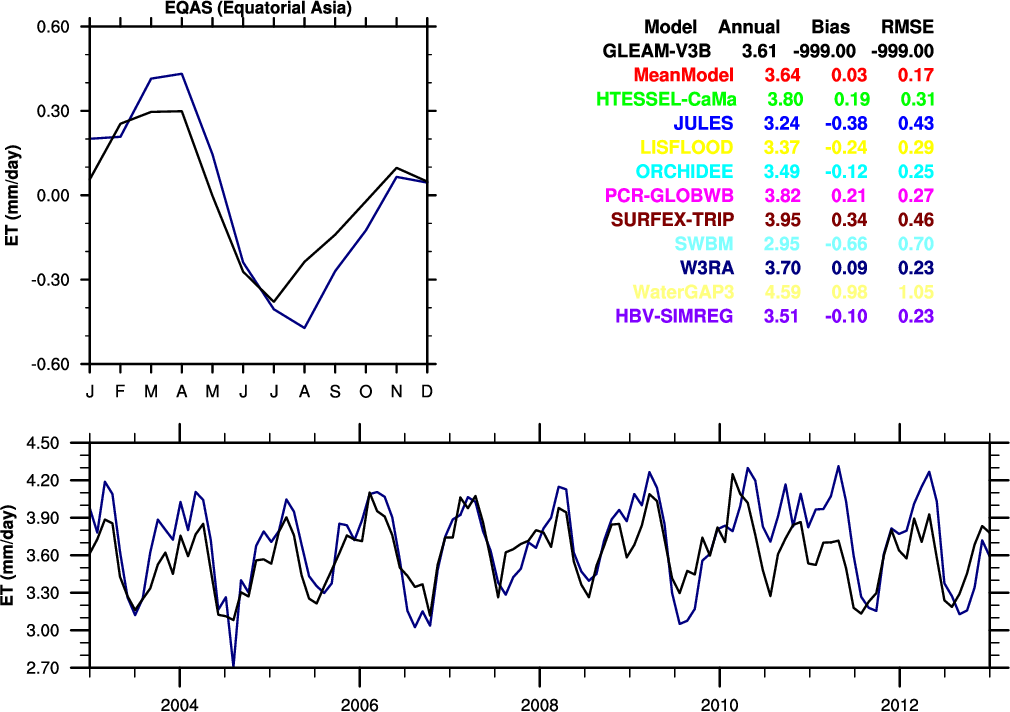 EQAS (Equatorial Asia)
0.60
0.30
0.00
-0.30
-0.60
ET (mm/day)
J F M A M J J A S O N D
Model Annual Bias RMSE
GLEAM-V3B 3.61 -999.00 -999.00
MeanModel 3.64 0.03 0.17
HTESSEL-CaMa 3.80 0.19 0.31
JULES 3.24 -0.38 0.43
LISFLOOD 3.37 -0.24 0.29
ORCHIDEE 3.49 -0.12 0.25
PCR-GLOBWB 3.82 0.21 0.27
SURFEX-TRIP 3.95 0.34 0.46
SWBM 2.95 -0.66 0.70
W3RA 3.70 0.09 0.23
WaterGAP3 4.59 0.98 1.05
HBV-SIMREG 3.51 -0.10 0.23
4.50
4.20
3.90
3.60
3.30
3.00
2.70
ET (mm/day)
2004 2006 2008 2010 2012